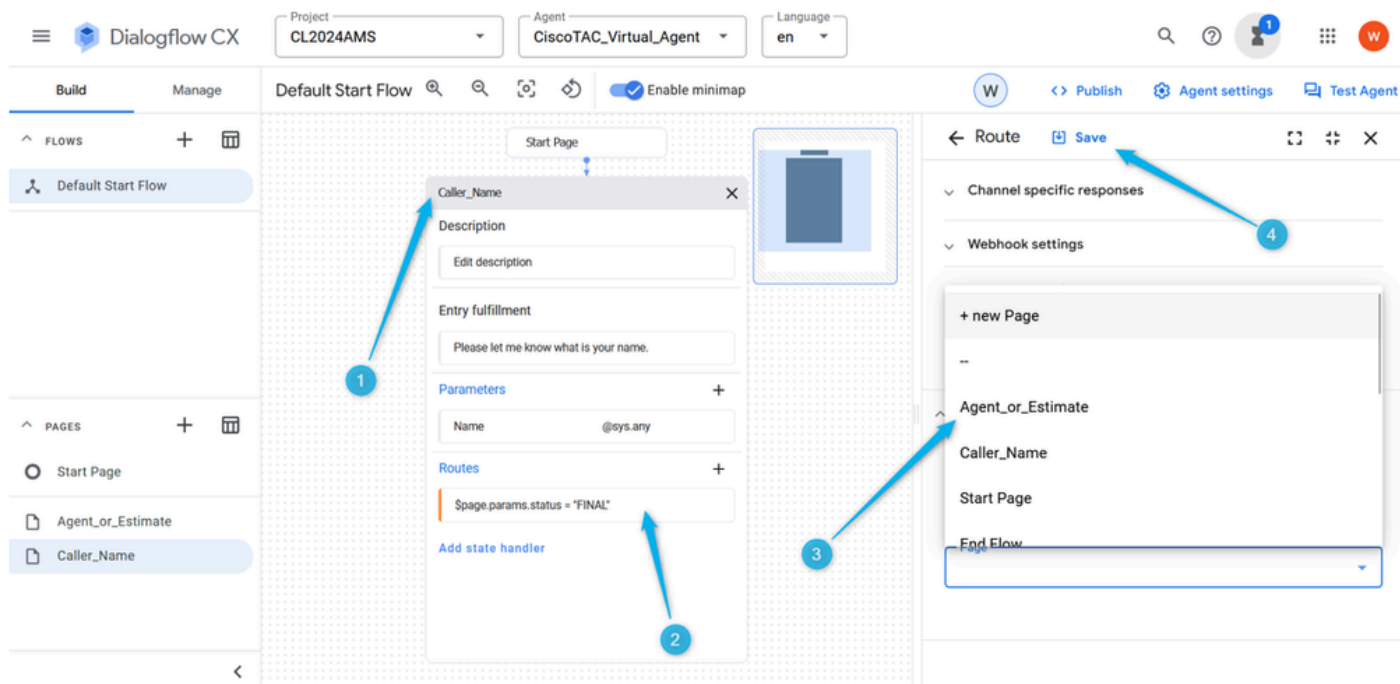 Dialogflow CX
Project
CL2024AMS
Agent
CiscoTAC_Virtual_Agent
Language
en
1
W
Build
Manage
Default Start Flow
Enable minimap
W
Publish
Agent settings
Test Agent
FLOWS
Default Start Flow
PAGES
Start Page
Agent_or_Estimate
Caller_Name
Start Page
Caller_Name
Description
Edit description
Entry fulfillment
Please let me know what is your name.
Parameters
Name @sys.any
Routes
$page.params.status = "FINAL"
Add state handler
1
2
Route
Save
4
Channel specific responses
Webhook settings
+ new Page
--
Agent_or_Estimate
3
Caller_Name
Start Page
End Flow
Page